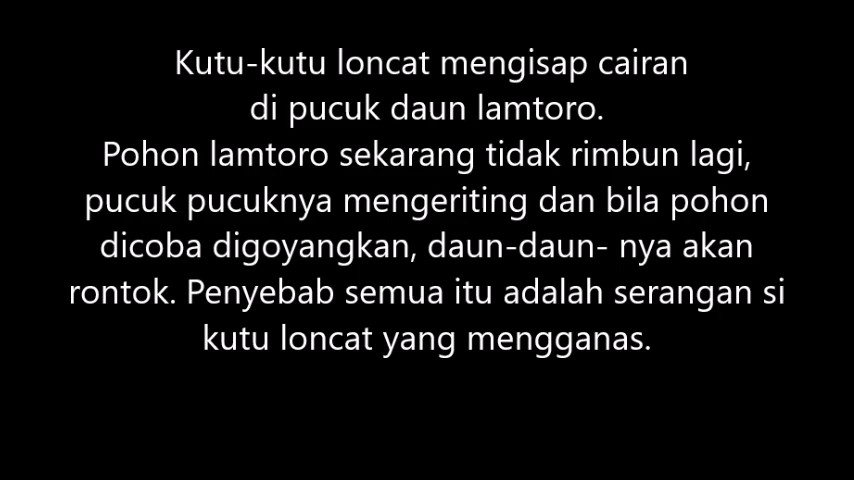 Kutu-kutu loncat mengisap cairan
di pucuk daun lamtoro.
Pohon lamtoro sekarang tidak rimbun lagi,
pucuk pucuknya mengeriting dan bila pohon
dicoba digoyangkan, daun-daun- nya akan
rontok. Penyebab semua itu adalah serangan si
kutu loncat yang mengganas.